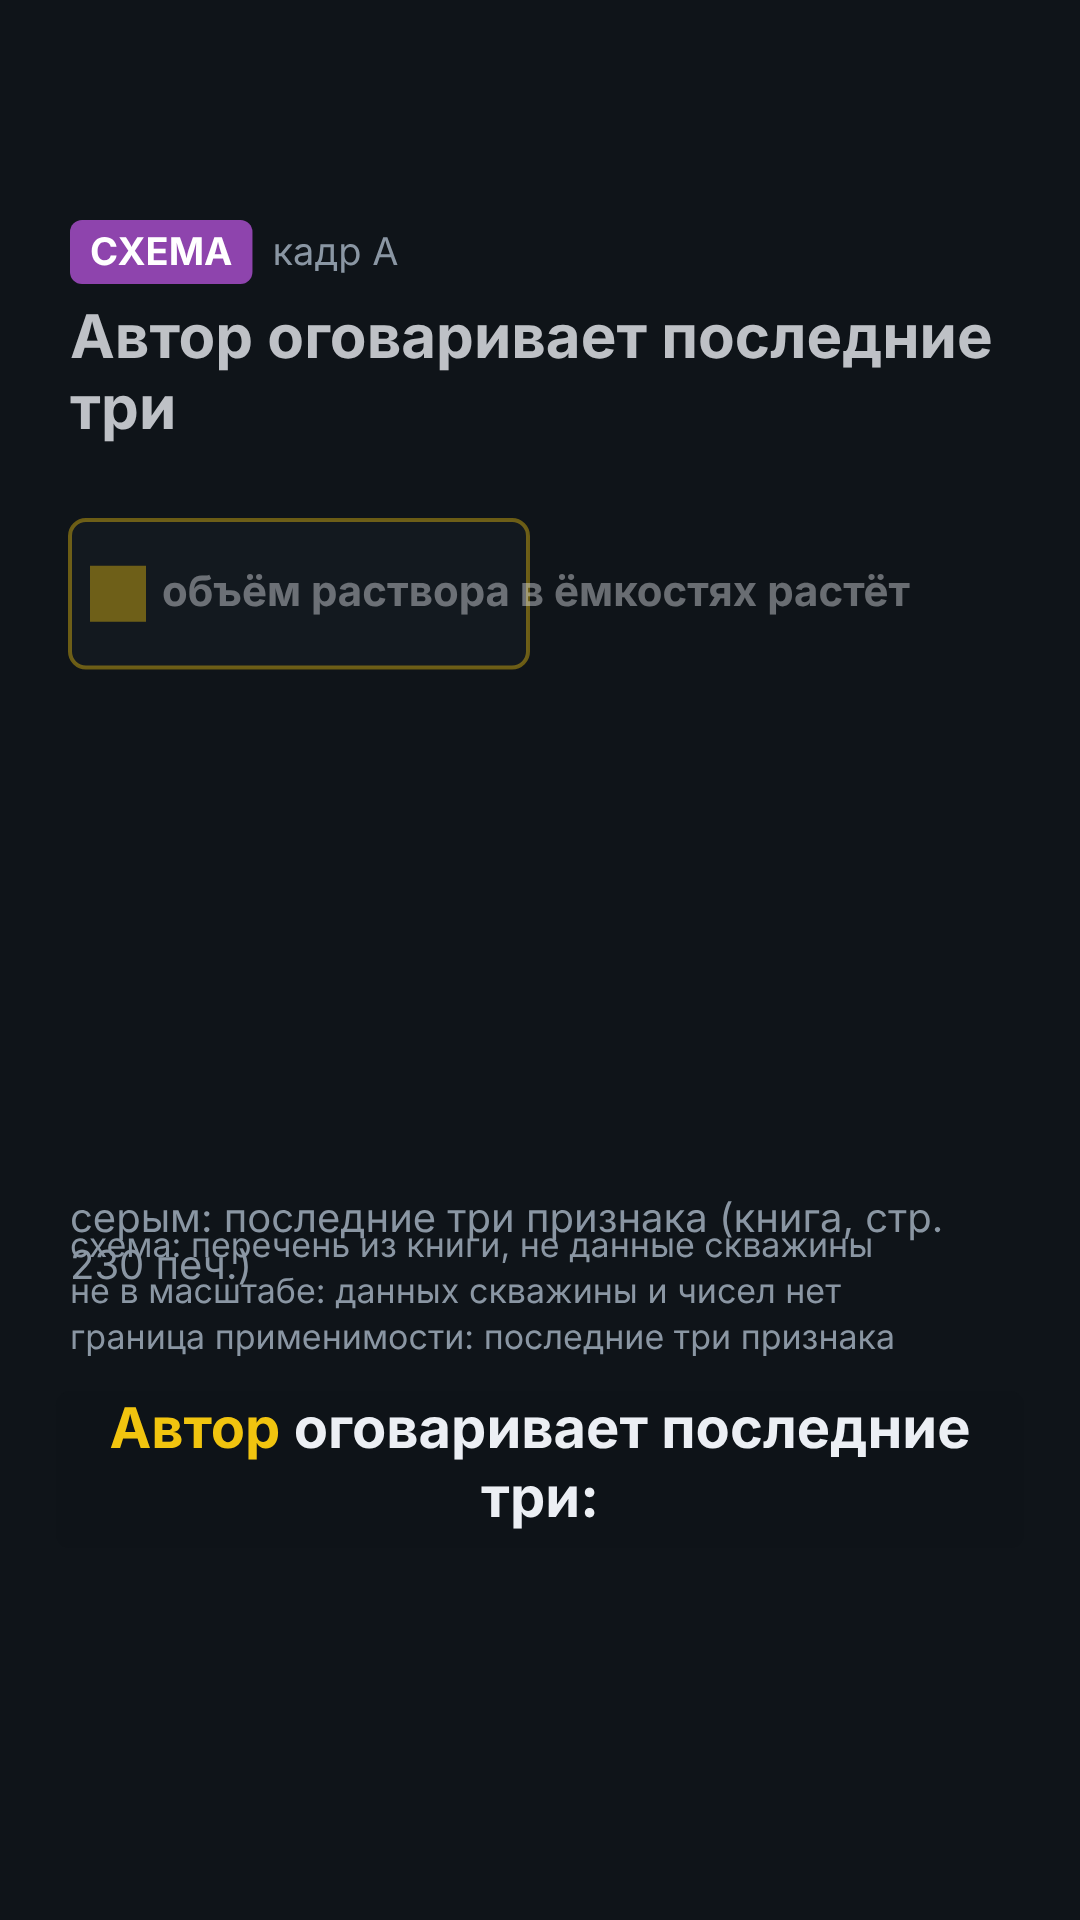 СХЕМА кадр А
Автор оговаривает последние
три
объём раствора в ёмкостях растёт
серым: последние три признака (книга, стр.
схема: перечень из книги, не данные скважины
230 печ.)
не в масштабе: данных скважины и чисел нет
граница применимости: последние три признака
Автор оговаривает последние
три: